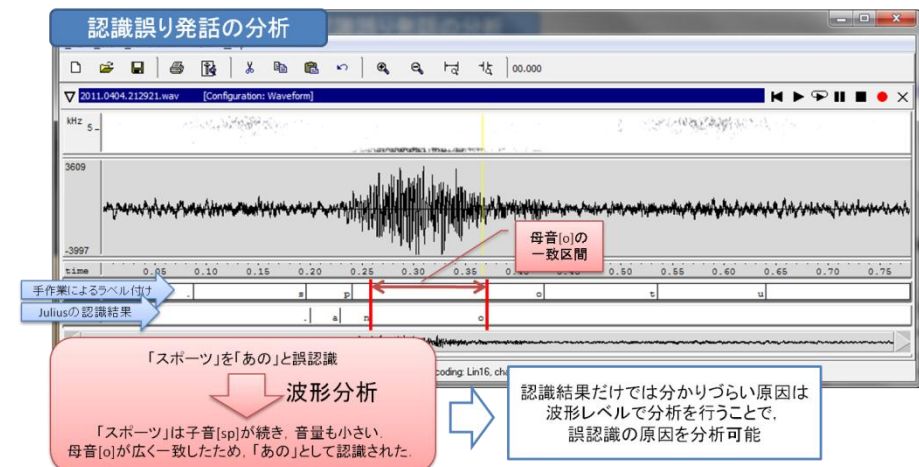 認識誤り発話の分析
00.000
2011.0404.212921.wav [Configuration: Waveform]
kHz 5
3609
-3997
母音[o]の
一致区間
time 0.05 0.10 0.15 0.20 0.25 0.30 0.35 0.50 0.55 0.60 0.65 0.70 0.75
手作業によるラベル付け . s p o t u
Juliusの認識結果 . a n o
「スポーツ」を「あの」と誤認識
波形分析
「スポーツ」は子音[sp]が続き, 音量も小さい.
母音[o]が広く一致したため, 「あの」として認識された.
coding: Lin16, cha
認識結果だけでは分かりづらい原因は
波形レベルで分析を行うことで,
誤認識の原因を分析可能